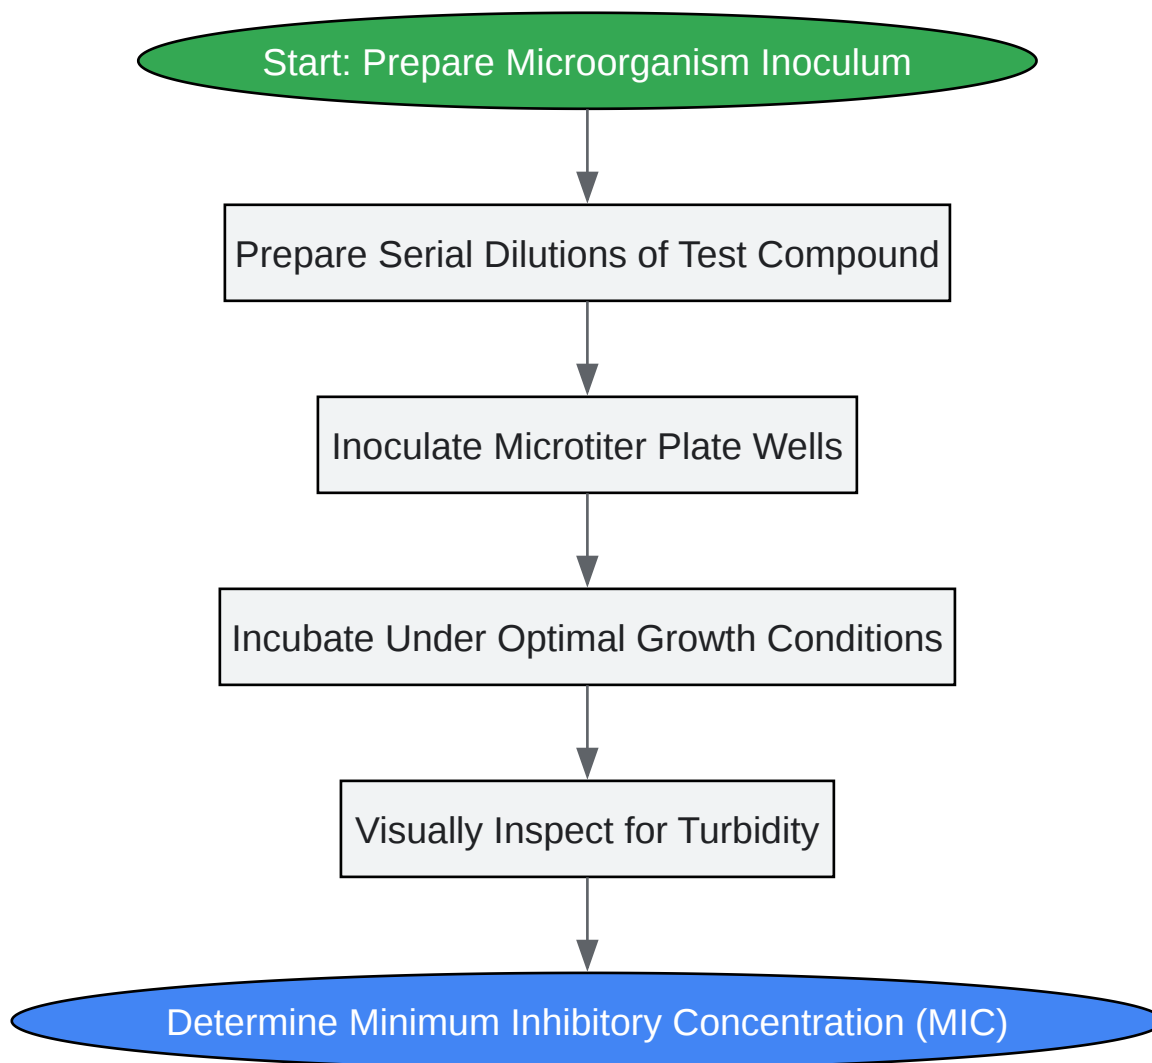 Start: Prepare Microorganism Inoculum
Prepare Serial Dilutions of Test Compound
Inoculate Microtiter Plate Wells
Incubate Under Optimal Growth Conditions
Visually Inspect for Turbidity
Determine Minimum Inhibitory Concentration (MIC)